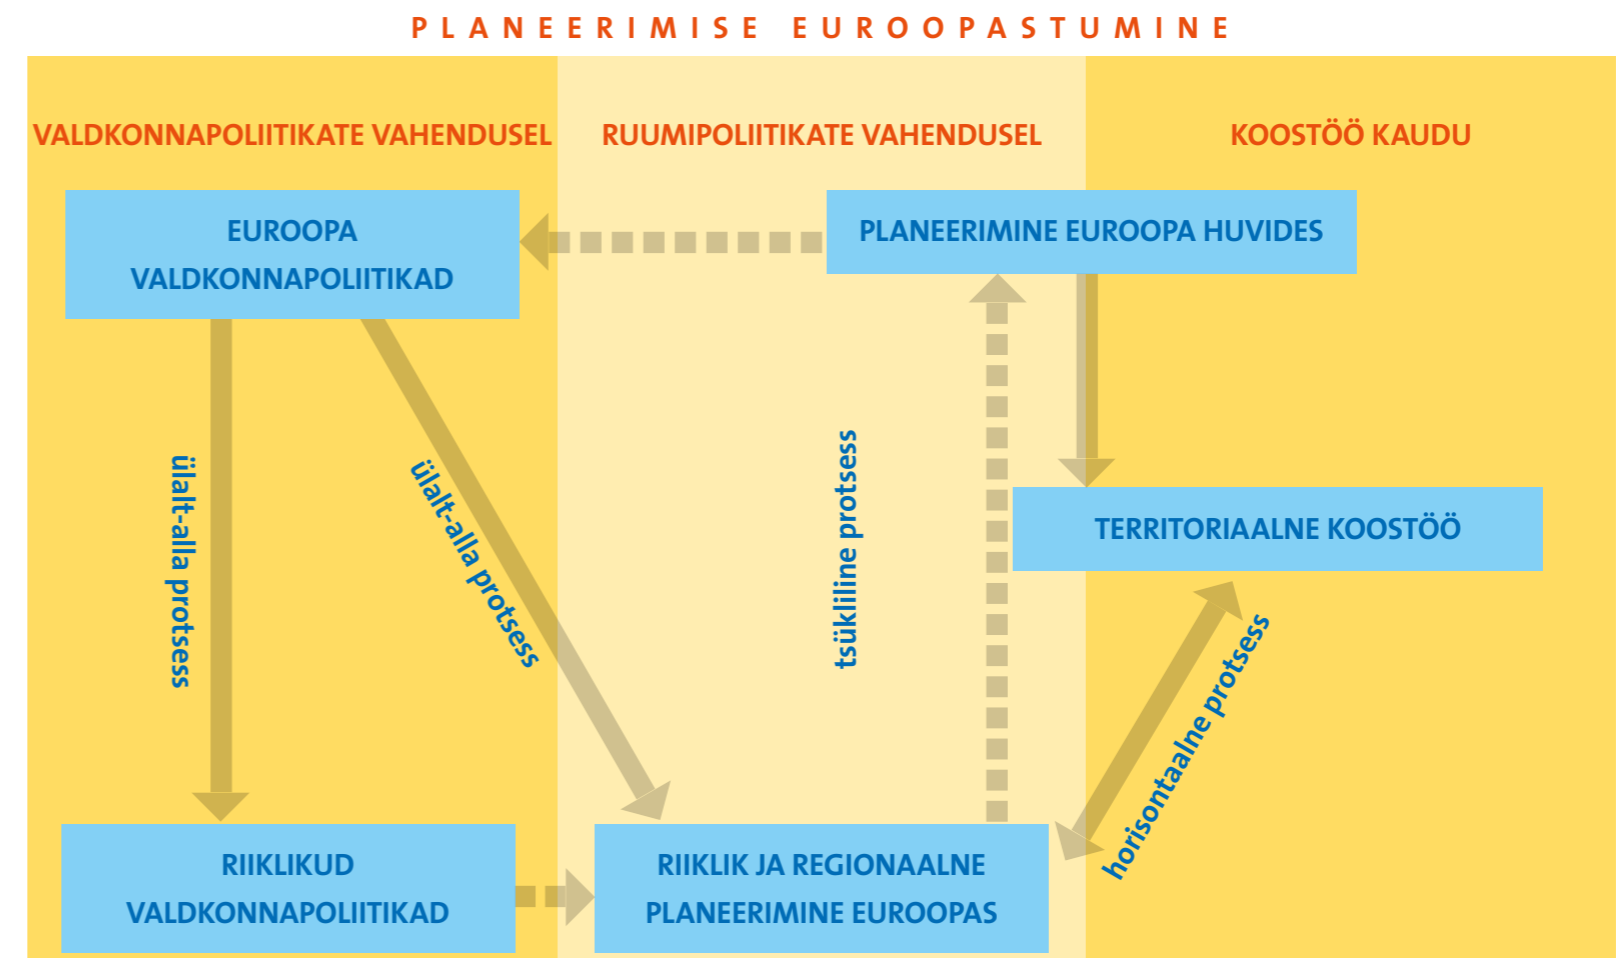 PLANEERIMISE EUROOPASTUMINE
VALDKONNAPOLIITIKATE VAHENDUSEL
RUUMIPOLIITIKATE VAHENDUSEL
KOOSTÖÖ KAUDU
EUROOPA
VALDKONNAPOLIITIKAD
PLANEERIMINE EUROOPA HUVIDES
ülalt-alla protsess
ülalt-alla protsess
tsükliline protsess
TERRITORIAALNE KOOSTÖÖ
horisontaalne protsess
RIIKLIKUD
VALDKONNAPOLIITIKAD
RIIKLIK JA REGIONAALNE
PLANEERIMINE EUROOPAS